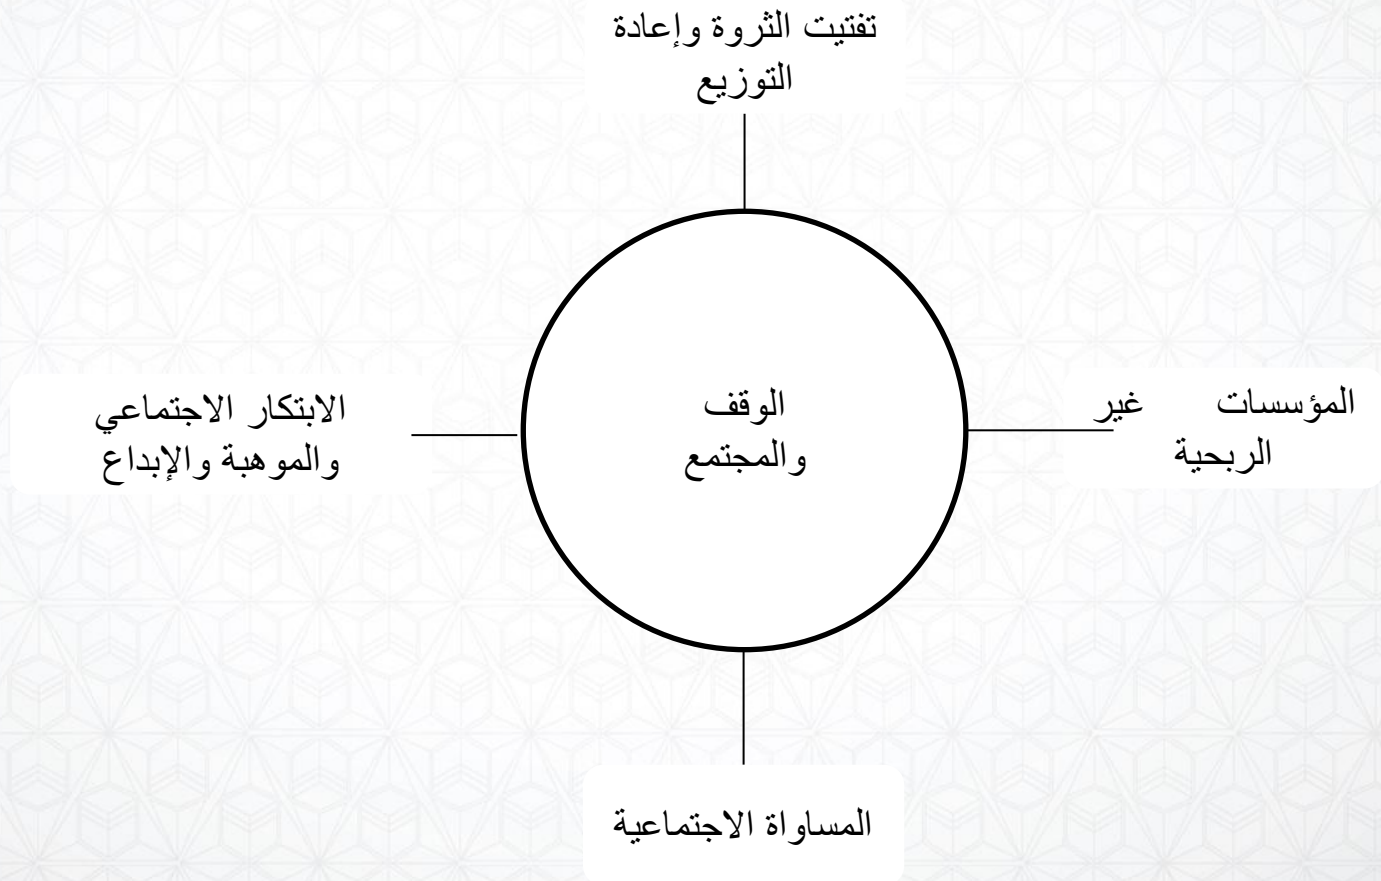 تفتيت الثروة وإعادة
التوزيع
المؤسسات غير
الربحية
الوقف
والمجتمع
الابتكار الاجتماعي
والموهبة والإبداع
المساواة الاجتماعية